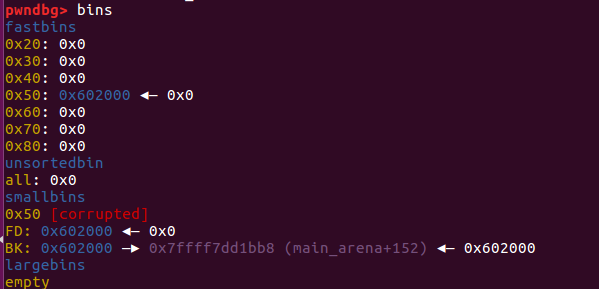 pwndbg> bins
fastbins
0x20: 0x0
0x30: 0x0
0x40: 0x0
0x50: 0x602000 ◂— 0x0
0x60: 0x0
0x70: 0x0
0x80: 0x0
unsortedbin
all: 0x0
smallbins
0x50 [corrupted]
FD: 0x602000 ◂— 0x0
BK: 0x602000 —▸ 0x7ffff7dd1bb8 (main_arena+152) ◂— 0x602000
largebins
empty